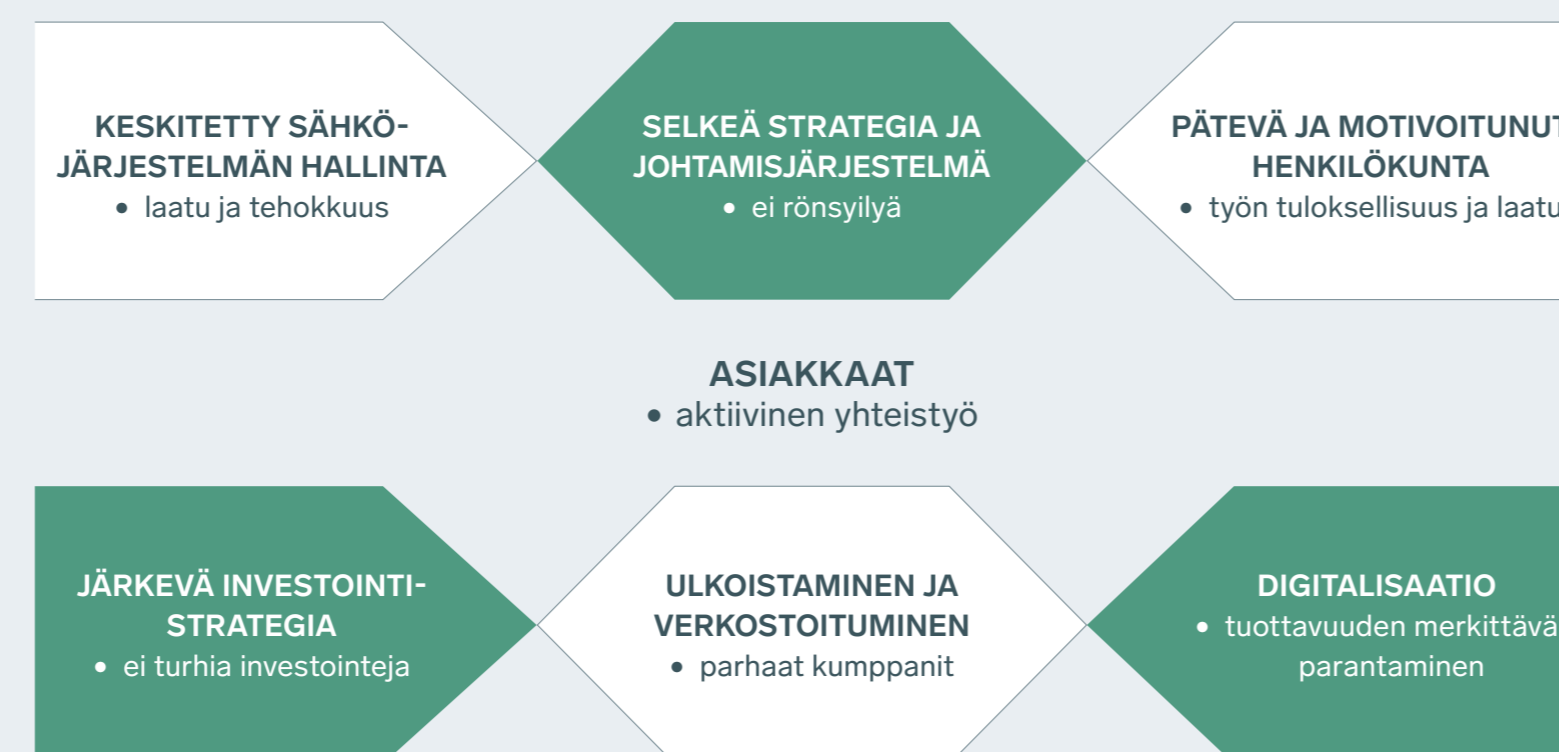 KESKITETTY SÄHKÖ-
JÄRJESTELMÄN HALLINTA
• laatu ja tehokkuus
SELKEÄ STRATEGIA JA
JOHTAMISJÄRJESTELMÄ
• ei rönsyilyä
PÄTEVÄ JA MOTIVOITUNUT
HENKILÖKUNTA
• työn tuloksellisuus ja laatu
ASIAKKAAT
• aktiivinen yhteistyö
JÄRKEVÄ INVESTOINTI-
STRATEGIA
• ei turhia investointeja
ULKOISTAMINEN JA
VERKOSTOITUMINEN
• parhaat kumppanit
DIGITALISAATIO
• tuottavuuden merkittävä
parantaminen